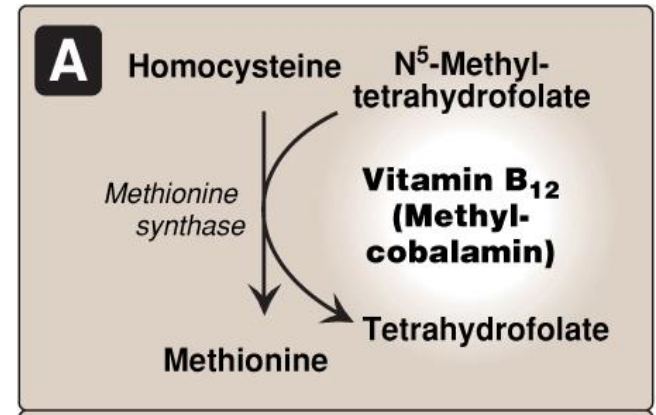 A
Homocysteine
N⁵-Methyl-
tetrahydrofolate
Methionine
synthase
Vitamin B₁₂
(Methyl-
cobalamin)
Tetrahydrofolate
Methionine